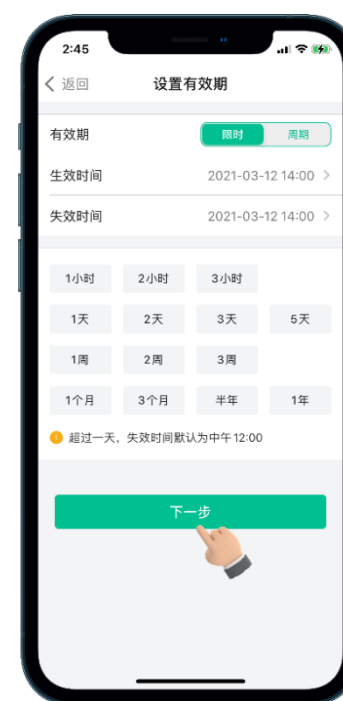 2:45
返回 设置有效期
有效期 限时 周期
生效时间 2021-03-12 14:00
失效时间 2021-03-12 14:00
1小时 2小时 3小时
1天 2天 3天 5天
1周 2周 3周
1个月 3个月 半年 1年
超过一天，失效时间默认为中午12:00
下一步